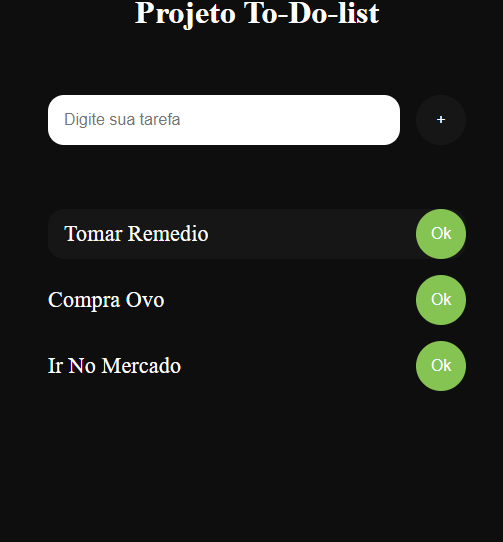 Projeto To-Do-list
Digite sua tarefa
+
Tomar Remedio
Ok
Compra Ovo
Ok
Ir No Mercado
Ok